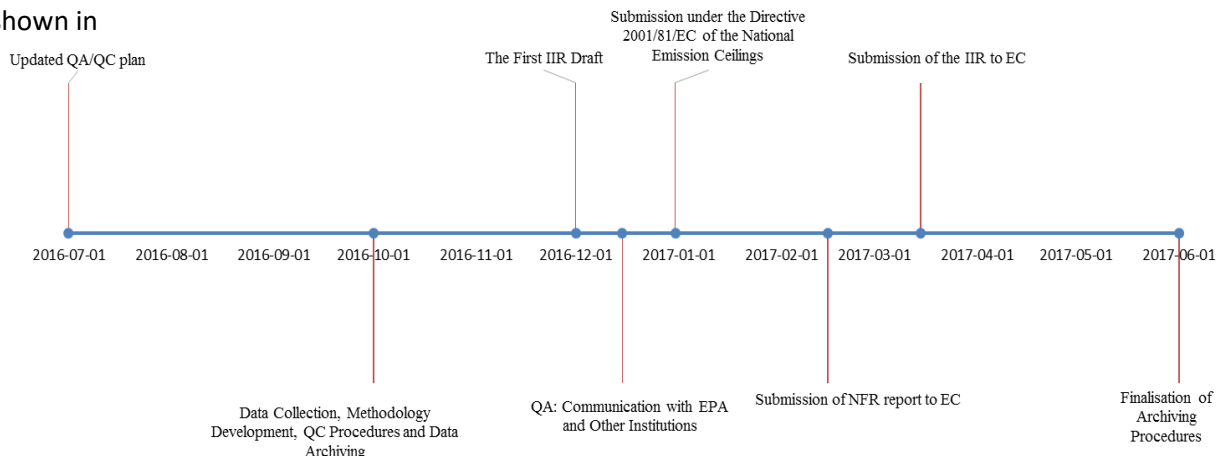 shown in
Submission under the Directive
2001/81/EC of the National
Emission Ceilings
Updated QA/QC plan
The First IIR Draft
Submission of the IIR to EC
2016-07-01 2016-08-01 2016-09-01 2016-10-01 2016-11-01 2016-12-01 2017-01-01 2017-02-01 2017-03-01 2017-04-01 2017-05-01 2017-06-01
Data Collection, Methodology
Development, QC Procedures and Data
Archiving
QA: Communication with EPA
and Other Institutions
Submission of NFR report to EC
Finalisation of
Archiving
Procedures